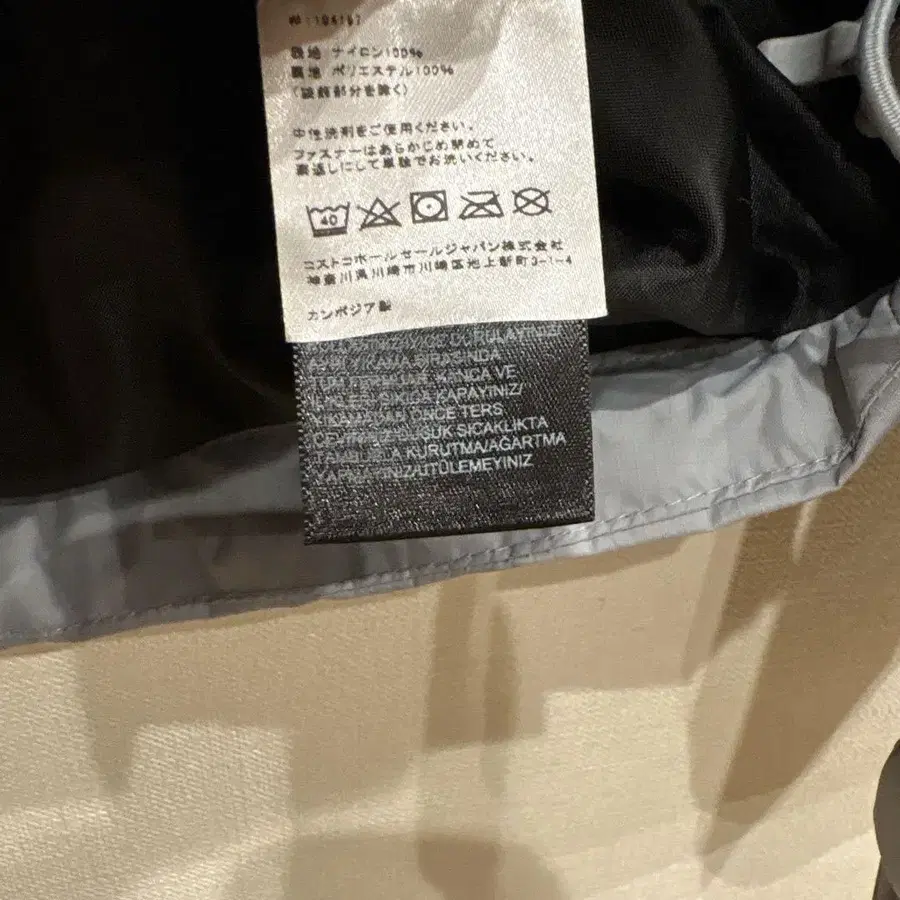 表地 ナイロン100%
裏地 ポリエステル100%
(装飾部分を除く)
中性洗剤をご使用ください。
ファスナーはあらかじめ閉めて
裏返しにして単独でお洗いください。
40
コストコホールセールジャパン株式会社
神奈川県川崎市川崎区池上新町3-1-4
カンボジア製
SIRASINDA
TÜM FERMUAR, KANCA VE
SIKICA KAPAYINIZ/
YIKAMADAN ÖNCE TERS
ÇEVİRİNİZ/DÜŞÜK SICAKLIKTA
TAMBURLA KURUTMA/AĞARTMA
YAPMAYINIZ/ÜTÜLEMEYİNİZ